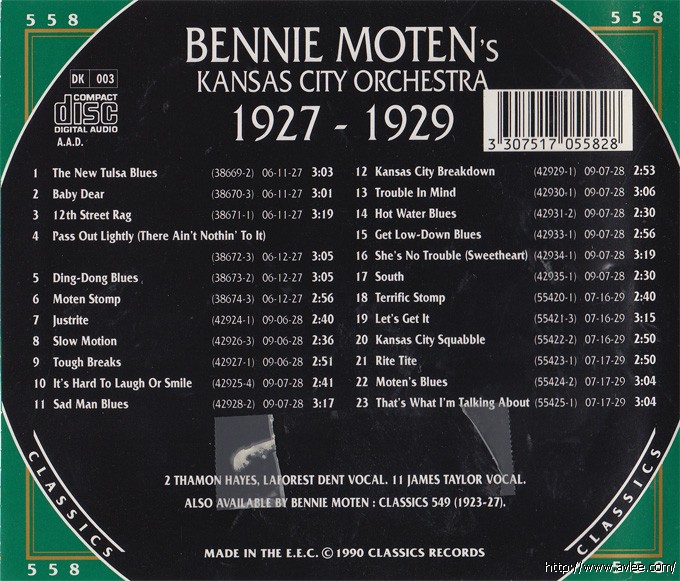 558
558
BENNIE MOTEN's
KANSAS CITY ORCHESTRA
1927 - 1929
DK 003
COMPACT
disc
DIGITAL AUDIO
A.A.D.
3 307517 055828
1 The New Tulsa Blues (38669-2) 06-11-27 3:03
2 Baby Dear (38670-3) 06-11-27 3:01
3 12th Street Rag (38671-1) 06-11-27 3:19
4 Pass Out Lightly (There Ain't Nothin' To It)
(38672-3) 06-12-27 3:05
5 Ding-Dong Blues (38673-2) 06-12-27 3:05
6 Moten Stomp (38674-3) 06-12-27 2:56
7 Justrite (42924-1) 09-06-28 2:40
8 Slow Motion (42926-3) 09-06-28 2:36
9 Tough Breaks (42927-1) 09-06-28 2:51
10 It's Hard To Laugh Or Smile (42925-4) 09-07-28 2:41
11 Sad Man Blues (42928-2) 09-07-28 3:17
12 Kansas City Breakdown (42929-1) 09-07-28 2:53
13 Trouble In Mind (42930-1) 09-07-28 3:06
14 Hot Water Blues (42931-2) 09-07-28 2:30
15 Get Low-Down Blues (42933-1) 09-07-28 2:56
16 She's No Trouble (Sweetheart) (42934-1) 09-07-28 3:19
17 South (42935-1) 09-07-28 2:30
18 Terrific Stomp (55420-1) 07-16-29 2:40
19 Let's Get It (55421-3) 07-16-29 3:15
20 Kansas City Squabble (55422-2) 07-16-29 2:50
21 Rite Tite (55423-1) 07-17-29 2:50
22 Moten's Blues (55424-2) 07-17-29 3:04
23 That's What I'm Talking About (55425-1) 07-17-29 3:04
2 THAMON HAYES, LAFOREST DENT VOCAL. 11 JAMES TAYLOR VOCAL.
ALSO AVAILABLE BY BENNIE MOTEN : CLASSICS 549 (1923-27).
CLASSICS
CLASSICS
MADE IN THE E.E.C. © 1990 CLASSICS RECORDS
558
558
http://www.avlee.com/